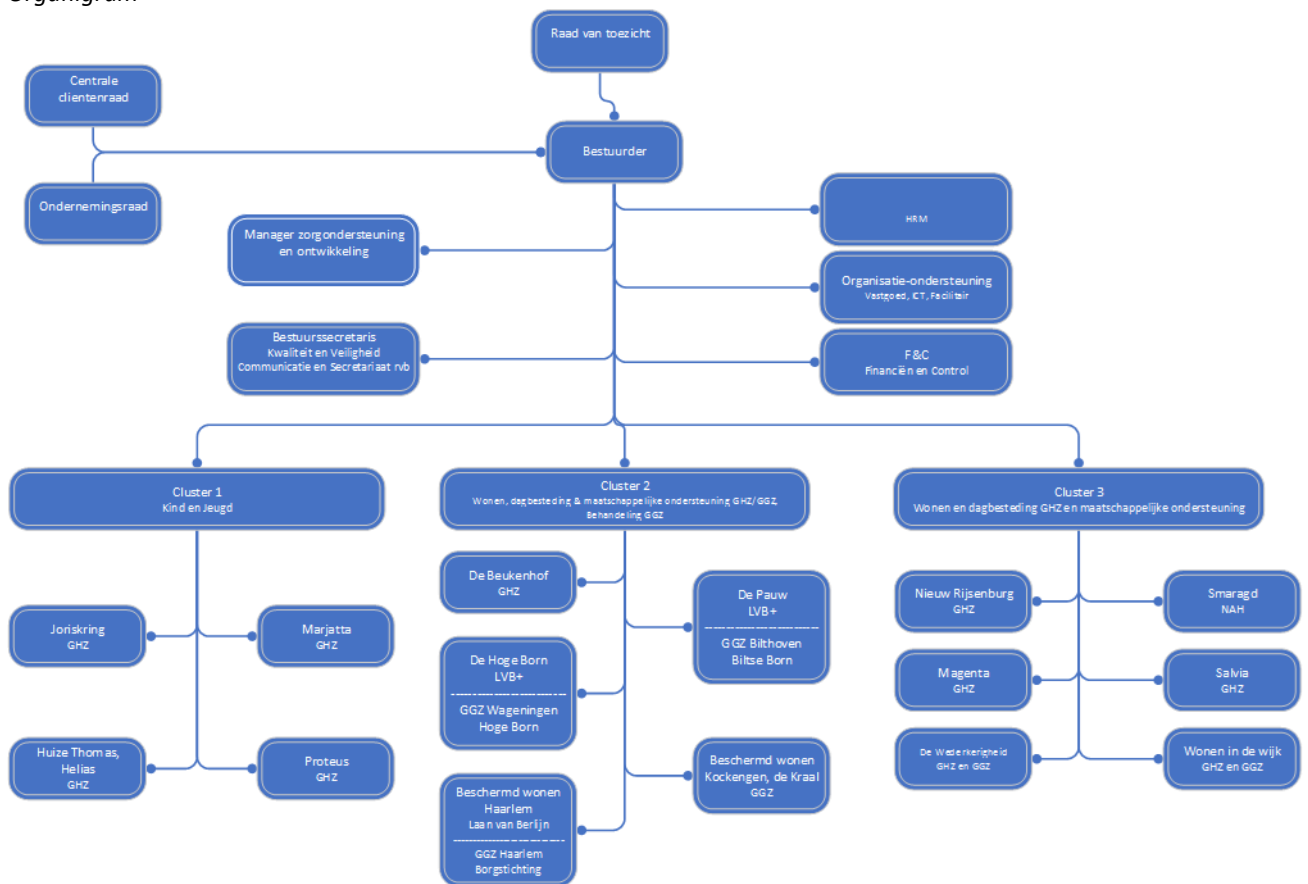 Organigram
Raad van toezicht
Centrale
clientenraad
Bestuurder
Ondernemingsraad
HRM
Manager zorgondersteuning
en ontwikkeling
Organisatie-ondersteuning
Vastgoed, ICT, Facilitair
Bestuurssecretaris
Kwaliteit en Veiligheid
Communicatie en Secretariaat rvb
F&C
Financiën en Control
Cluster 1
Kind en Jeugd
Cluster 2
Wonen, dagbesteding & maatschappelijke ondersteuning GHZ/GGZ,
Behandeling GGZ
Cluster 3
Wonen en dagbesteding GHZ en maatschappelijke ondersteuning
Joriskring
GHZ
Marjatta
GHZ
Huize Thomas,
Helias
GHZ
Proteus
GHZ
De Beukenhof
GHZ
De Pauw
LVB+
----------------------------
GGZ Bilthoven
Biltse Born
De Hoge Born
LVB+
----------------------------
GGZ Wageningen
Hoge Born
Beschermd wonen
Kockengen, de Kraal
GGZ
Beschermd wonen
Haarlem
Laan van Berlijn
----------------------------
GGZ Haarlem
Borgstichting
Nieuw Rijsenburg
GHZ
Smaragd
NAH
Magenta
GHZ
Salvia
GHZ
De Wederkerigheid
GHZ en GGZ
Wonen in de wijk
GHZ en GGZ